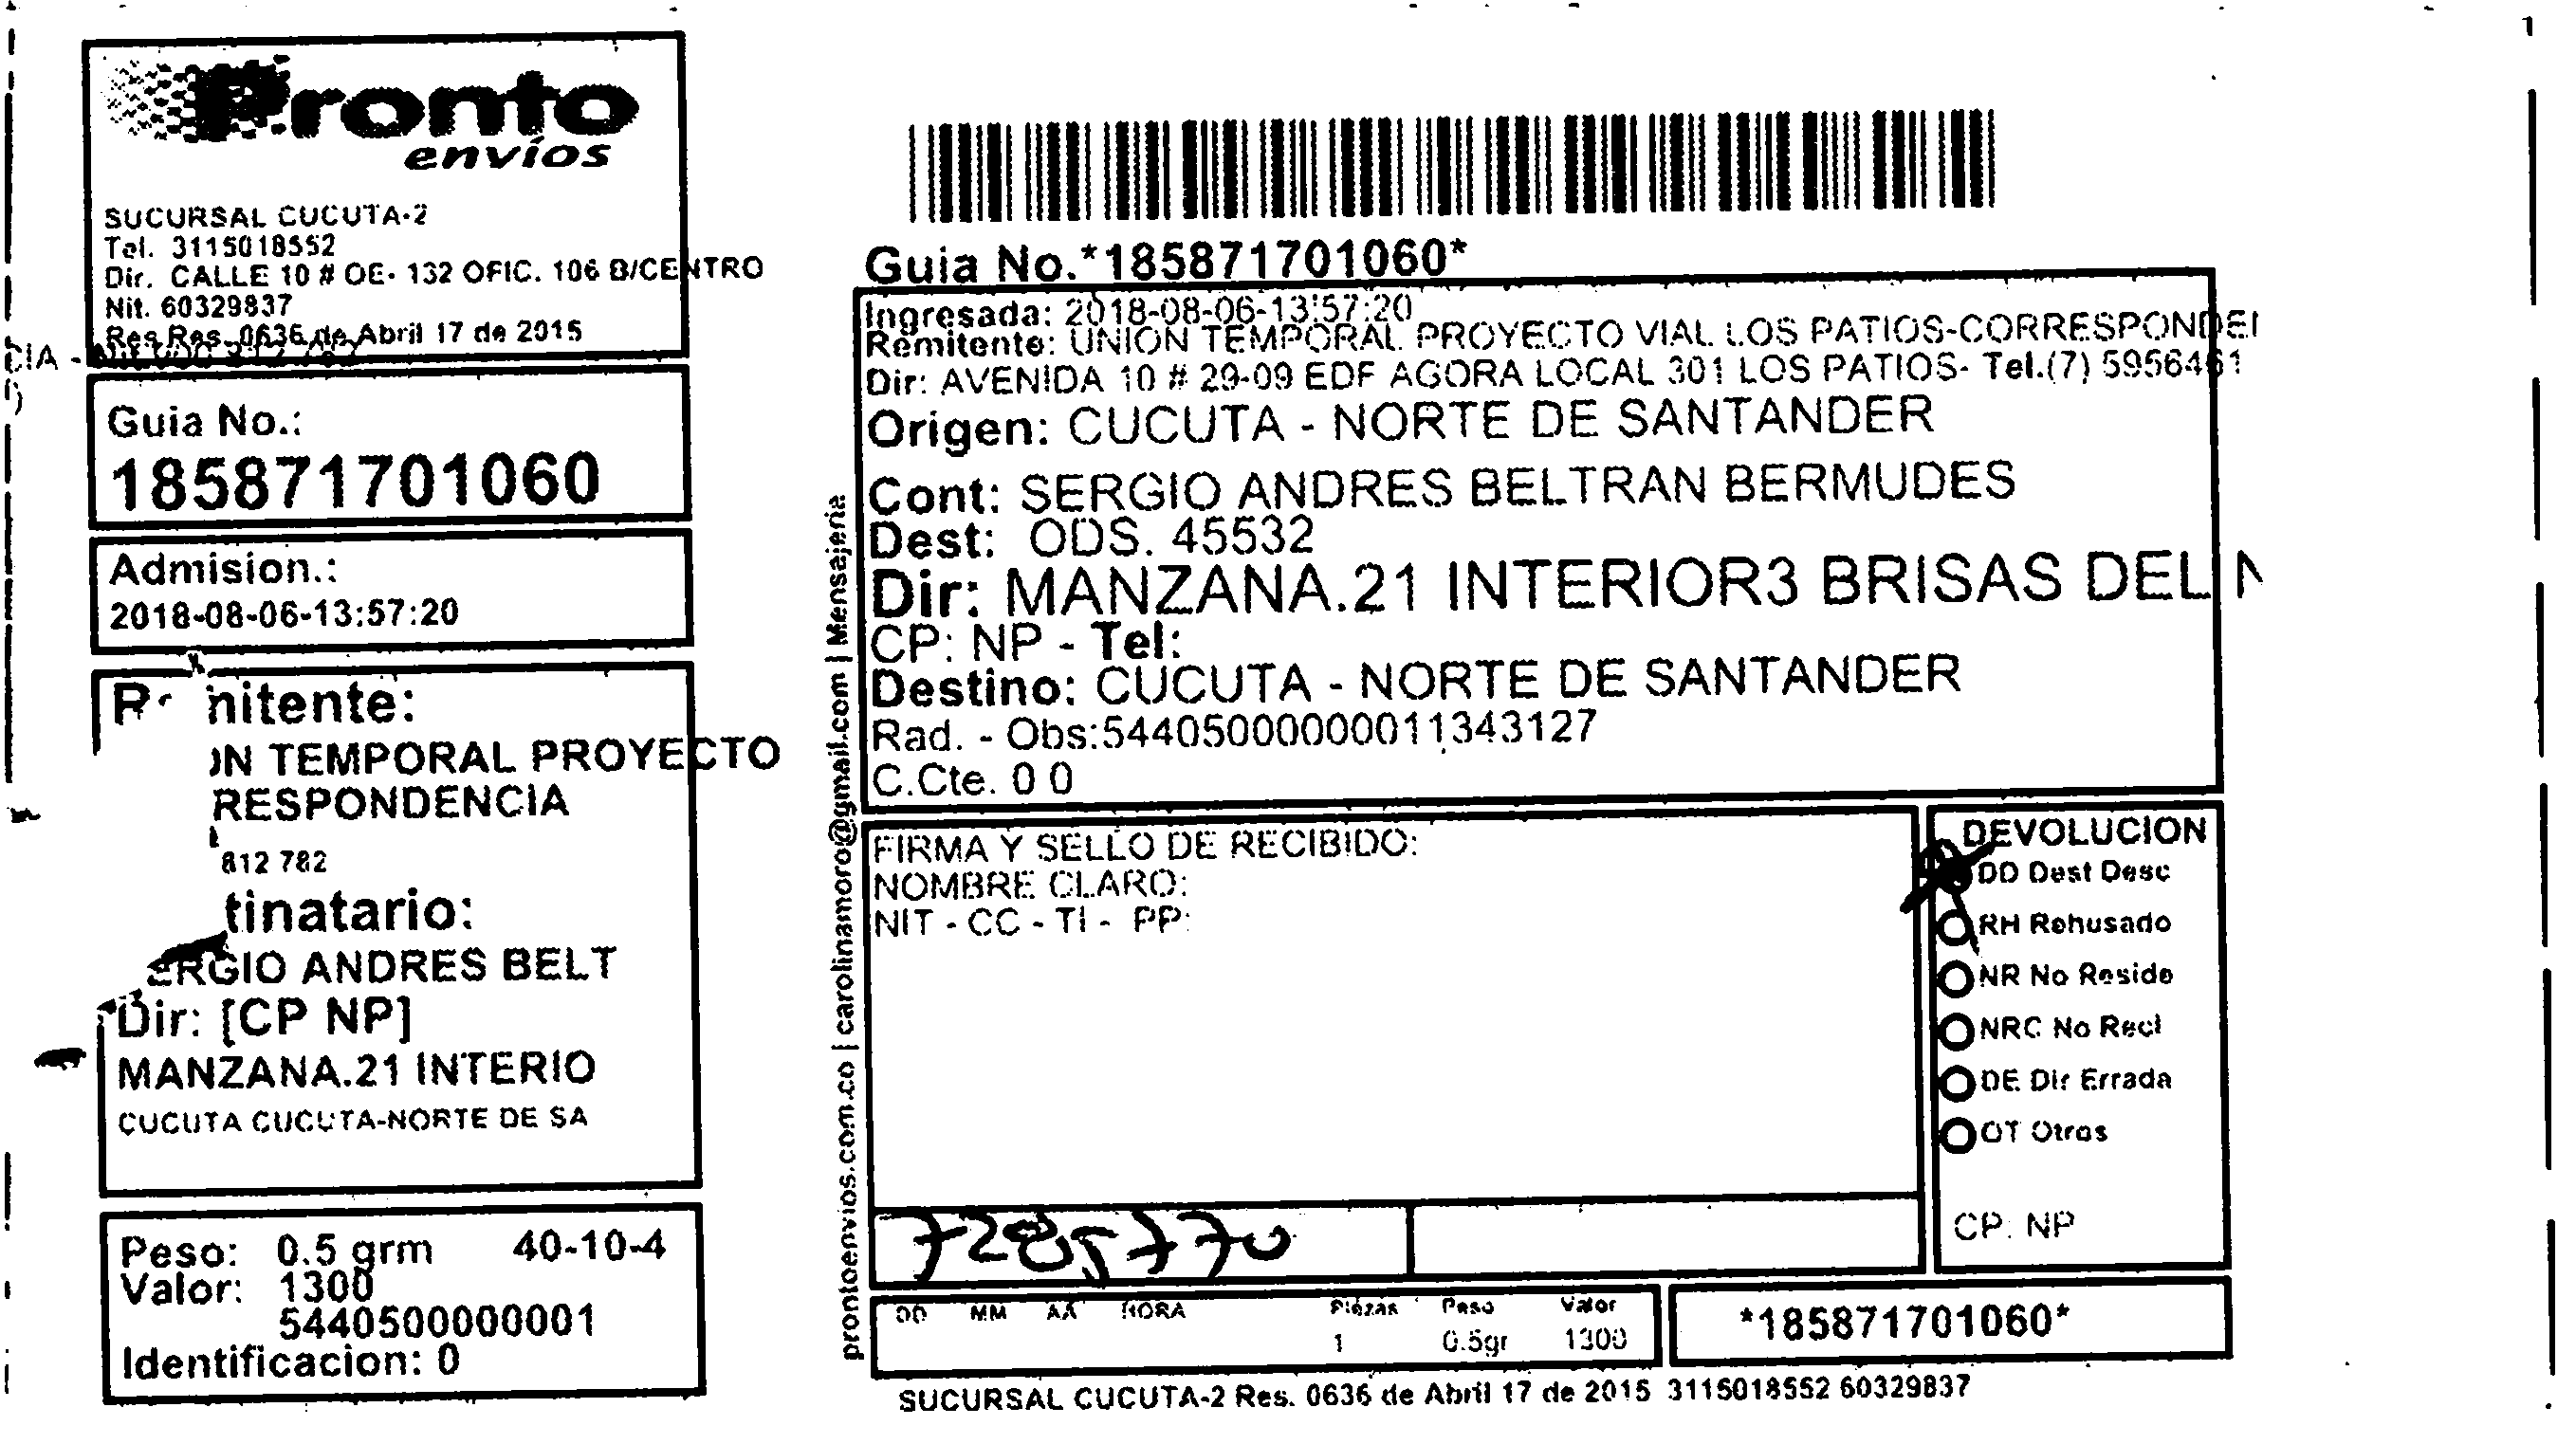 Pronto
envíos
SUCURSAL CUCUTA-2
Tel. 3115018552
Dir. CALLE 10 # OE- 132 OFIC. 106 B/CENTRO
Nit. 60329837
Res Res. 0636 de Abril 17 de 2015
CIA -
Guia No.:
185871701060
Admision.:
2018-08-06-13:57:20
nitente:
ON TEMPORAL PROYECTO
RESPONDENCIA
812 782
tinatario:
ERGIO ANDRES BELT
Dir: [CP NP]
MANZANA.21 INTERIO
CUCUTA CUCUTA-NORTE DE SA
Peso: 0.5 grm 40-10-4
Valor: 1300
5440500000001
Identificacion: 0
prontoenvios.com.co | carolinamoro@gmail.com | Mensajeria
Guia No.*185871701060*
Ingresada: 2018-08-06-13:57:20
Remitente: UNION TEMPORAL PROYECTO VIAL LOS PATIOS-CORRESPONDEI
Dir: AVENIDA 10 # 29-09 EDF AGORA LOCAL 301 LOS PATIOS- Tel.(7) 5956461
Origen: CUCUTA - NORTE DE SANTANDER
Cont: SERGIO ANDRES BELTRAN BERMUDES
Dest: ODS. 45532
Dir: MANZANA.21 INTERIOR3 BRISAS DEL
CP: NP - Tel:
Destino: CUCUTA - NORTE DE SANTANDER
Rad. - Obs:544050000000011343127
C.Cte. 0 0
FIRMA Y SELLO DE RECIBIDO:
NOMBRE CLARO:
NIT - CC - TI - PP:
DEVOLUCION
DD Dest Desc
RH Rehusado
NR No Reside
NRC No Recl
DE Dir Errada
OT Otros
CP: NP
7285770
DD MM AA HORA Piezas Peso Valor
1 0.5gr 1300
*185871701060*
SUCURSAL CUCUTA-2 Res. 0636 de Abril 17 de 2015 3115018552 60329837